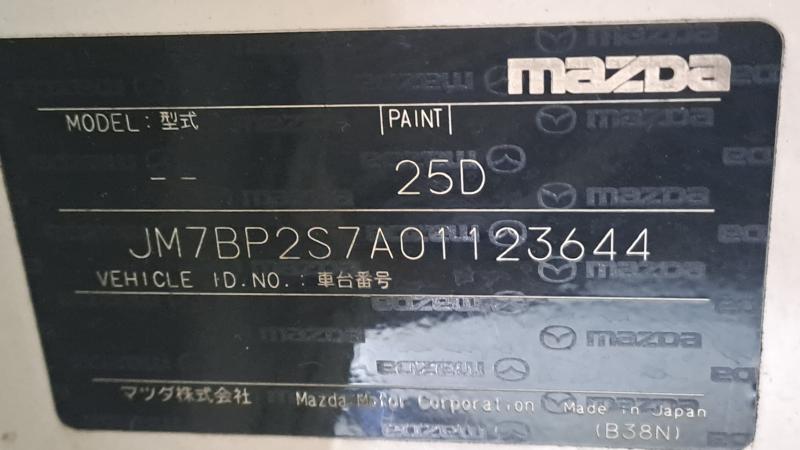 mazda
MODEL: 型式 PAINT
-- 25D
JM7BP2S7A01123644
VEHICLE ID.NO.: 車台番号
マツダ株式会社 Mazda Motor Corporation Made in Japan
(B38N)